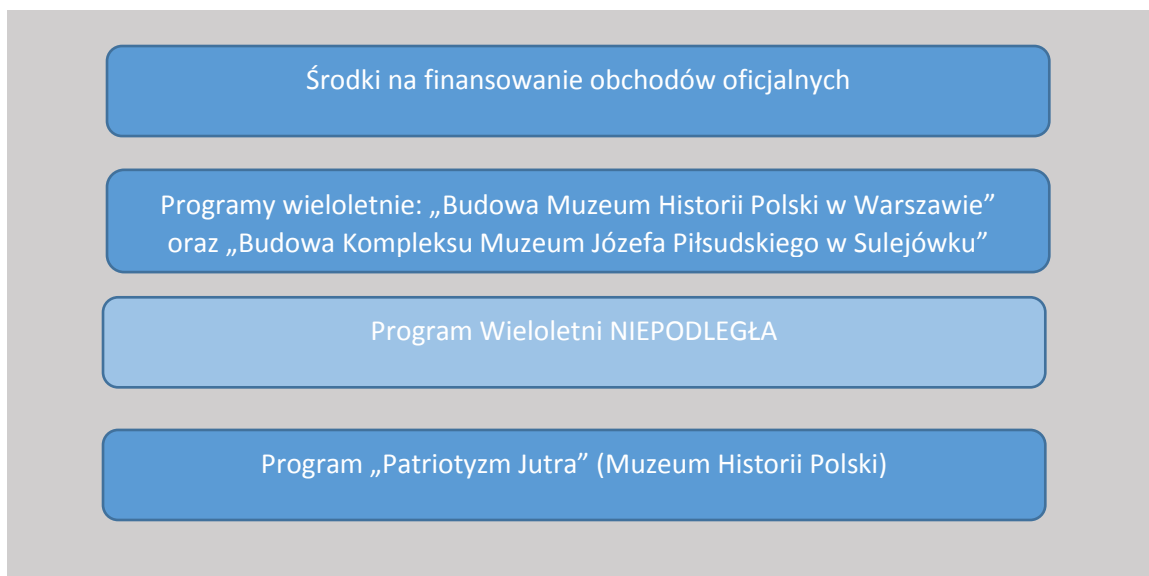 Środki na finansowanie obchodów oficjalnych
Programy wieloletnie: „Budowa Muzeum Historii Polski w Warszawie”
oraz „Budowa Kompleksu Muzeum Józefa Piłsudskiego w Sulejówku”
Program Wieloletni NIEPODLEGŁA
Program „Patriotyzm Jutra” (Muzeum Historii Polski)